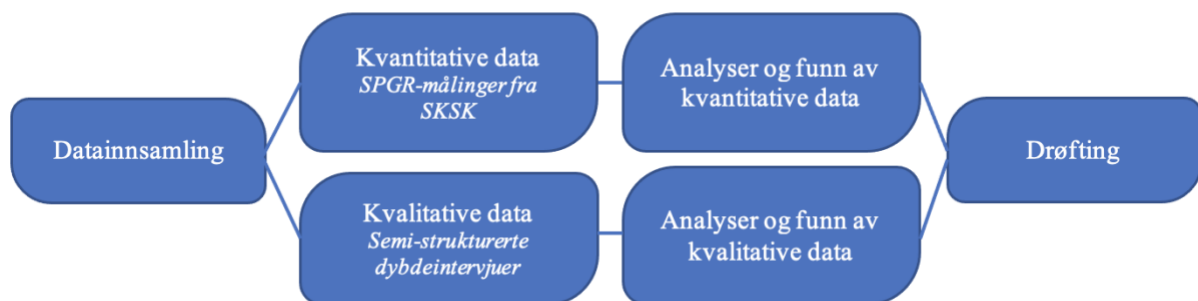 Datainnsamling
Kvantitative data
SPGR-målinger fra
SKSK
Analyser og funn av
kvantitative data
Kvalitative data
Semi-strukturerte
dybdeintervjuer
Analyser og funn av
kvalitative data
Drøfting